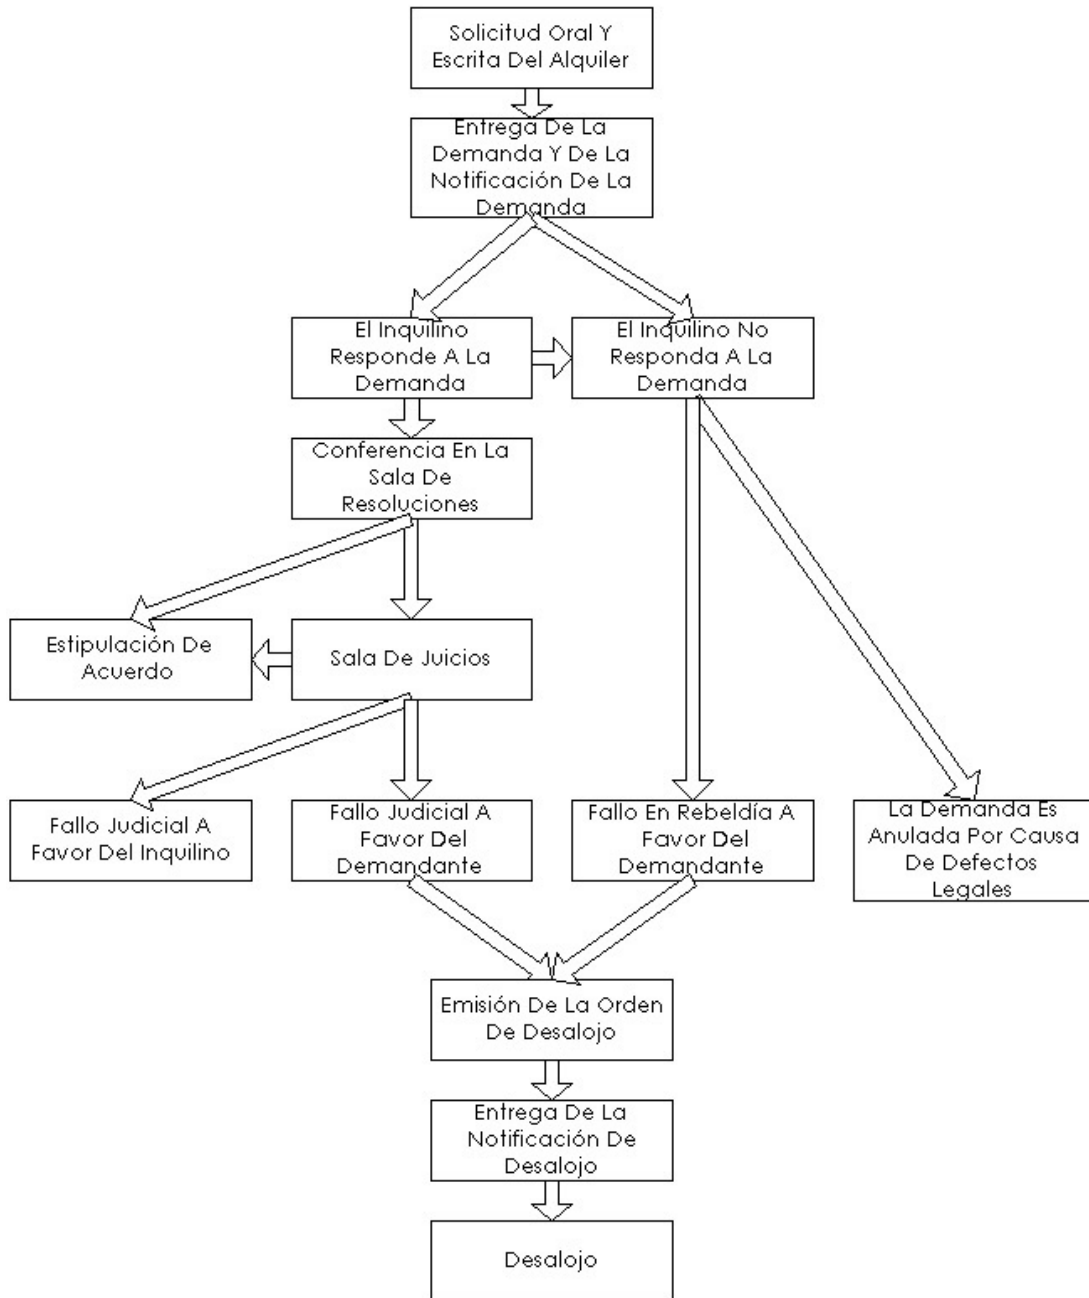 Solicitud Oral Y
Escrita Del Alquiler
Entrega De La
Demanda Y De La
Notificación De La
Demanda
El Inquilino
Responde A La
Demanda
El Inquilino No
Responda A La
Demanda
Conferencia En La
Sala De
Resoluciones
Estipulación De
Acuerdo
Sala De Juicios
Fallo Judicial A
Favor Del Inquilino
Fallo Judicial A
Favor Del
Demandante
Fallo En Rebeldía A
Favor Del
Demandante
La Demanda Es
Anulada Por Causa
De Defectos
Legales
Emisión De La Orden
De Desalojo
Entrega De La
Notificación De
Desalojo
Desalojo